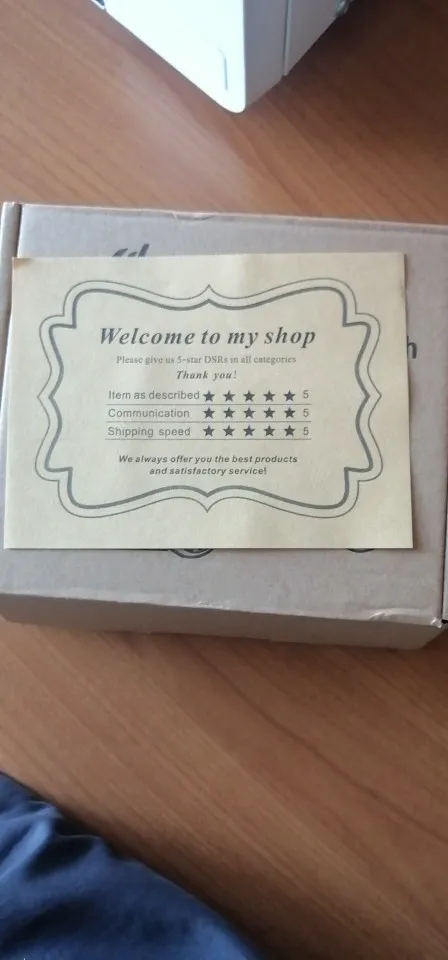 Welcome to my shop
Please give us 5-star DSRs in all categories
Thank you!
Item as described ★ ★ ★ ★ ★ 5
Communication ★ ★ ★ ★ ★ 5
Shipping speed ★ ★ ★ ★ ★ 5
We always offer you the best products
and satisfactory service!